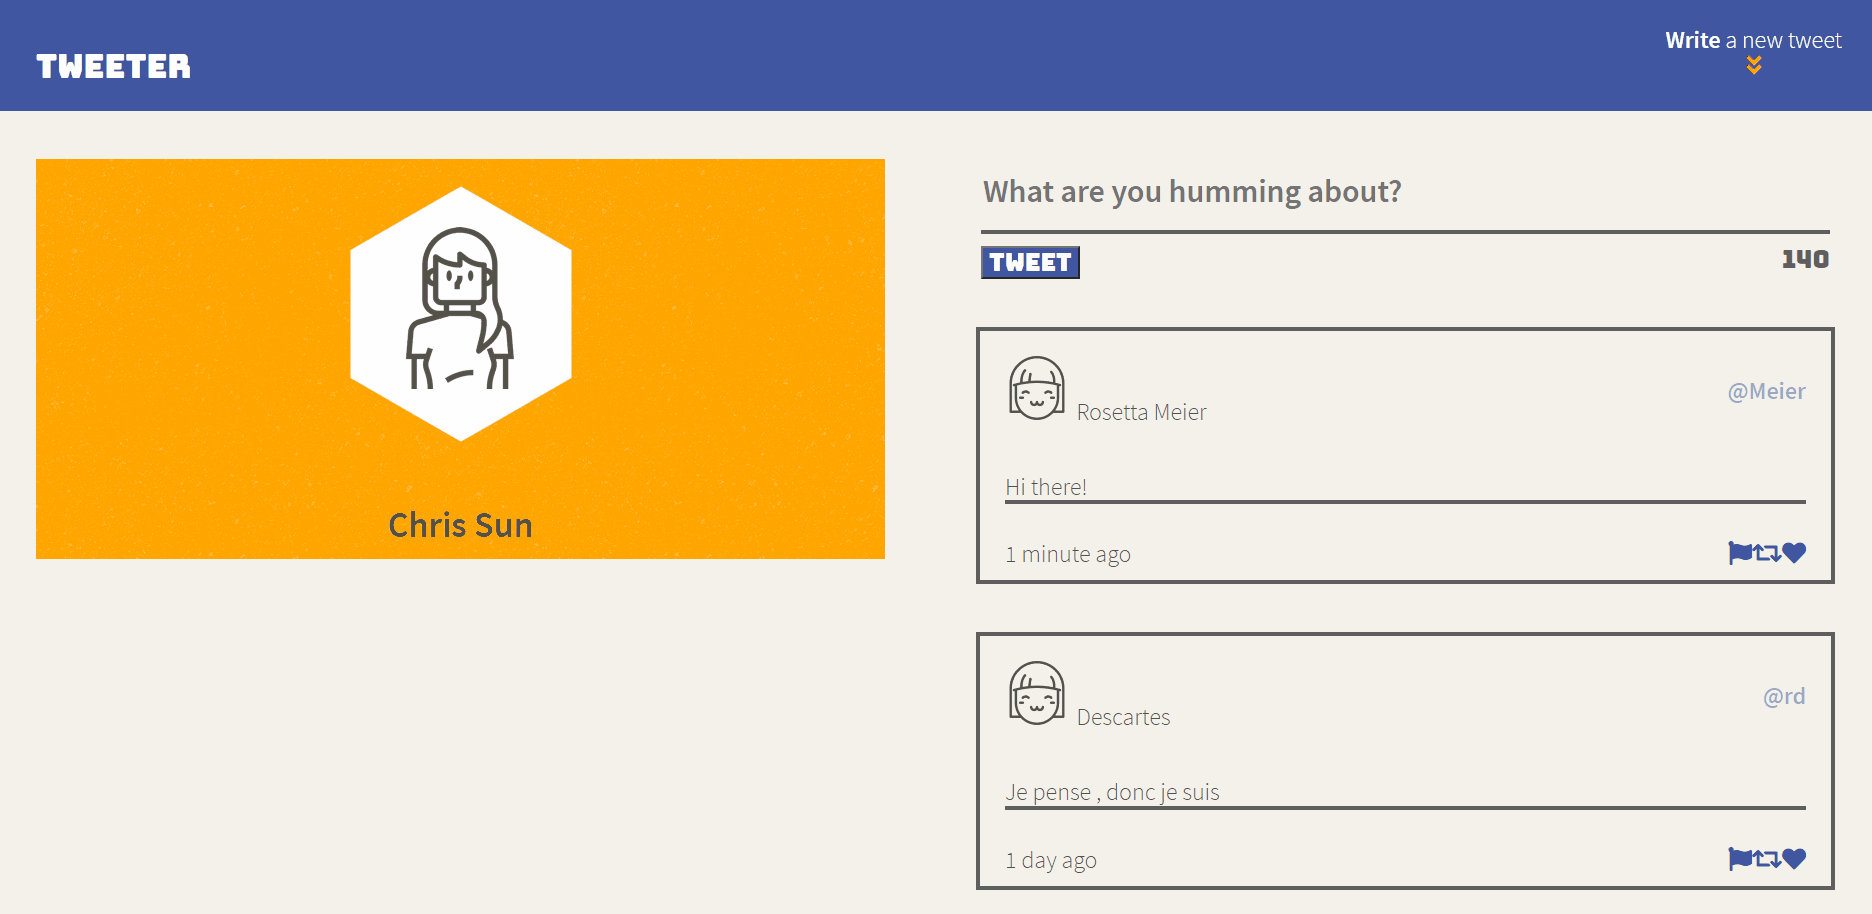 TWEETER
Write a new tweet
Chris Sun
What are you humming about?
TWEET
140
Rosetta Meier
@Meier
Hi there!
1 minute ago
Descartes
@rd
Je pense , donc je suis
1 day ago